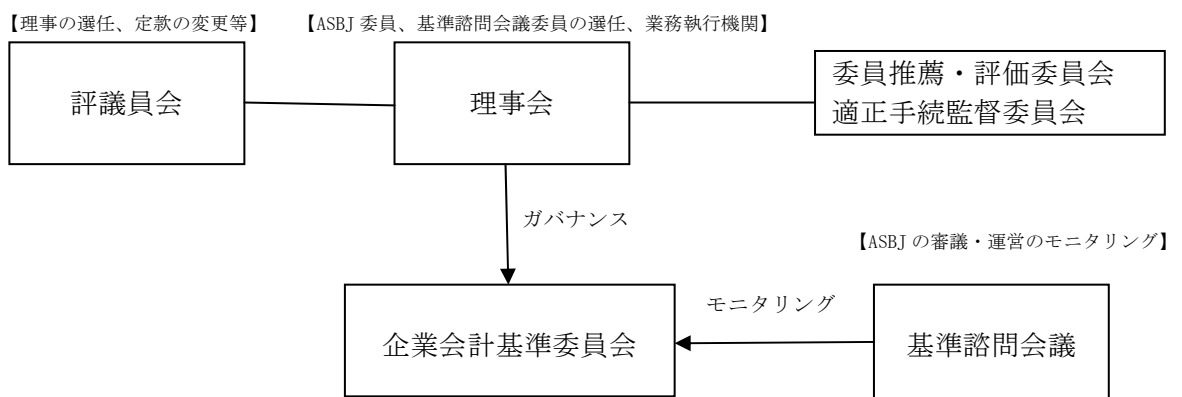 【理事の選任、定款の変更等】
【ASBJ 委員、基準諮問会議委員の選任、業務執行機関】
評議員会
理事会
委員推薦・評価委員会
適正手続監督委員会
ガバナンス
【ASBJ の審議・運営のモニタリング】
モニタリング
企業会計基準委員会
基準諮問会議